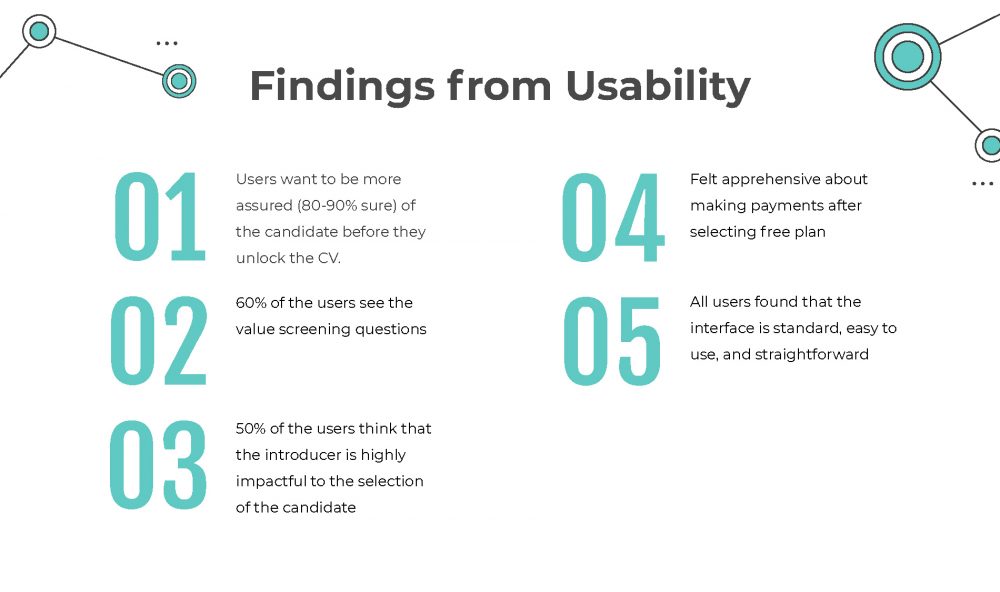 Findings from Usability
01
Users want to be more
assured (80-90% sure) of
the candidate before they
unlock the CV.
02
60% of the users see the
value screening questions
03
50% of the users think that
the introducer is highly
impactful to the selection
of the candidate
04
Felt apprehensive about
making payments after
selecting free plan
05
All users found that the
interface is standard, easy to
use, and straightforward